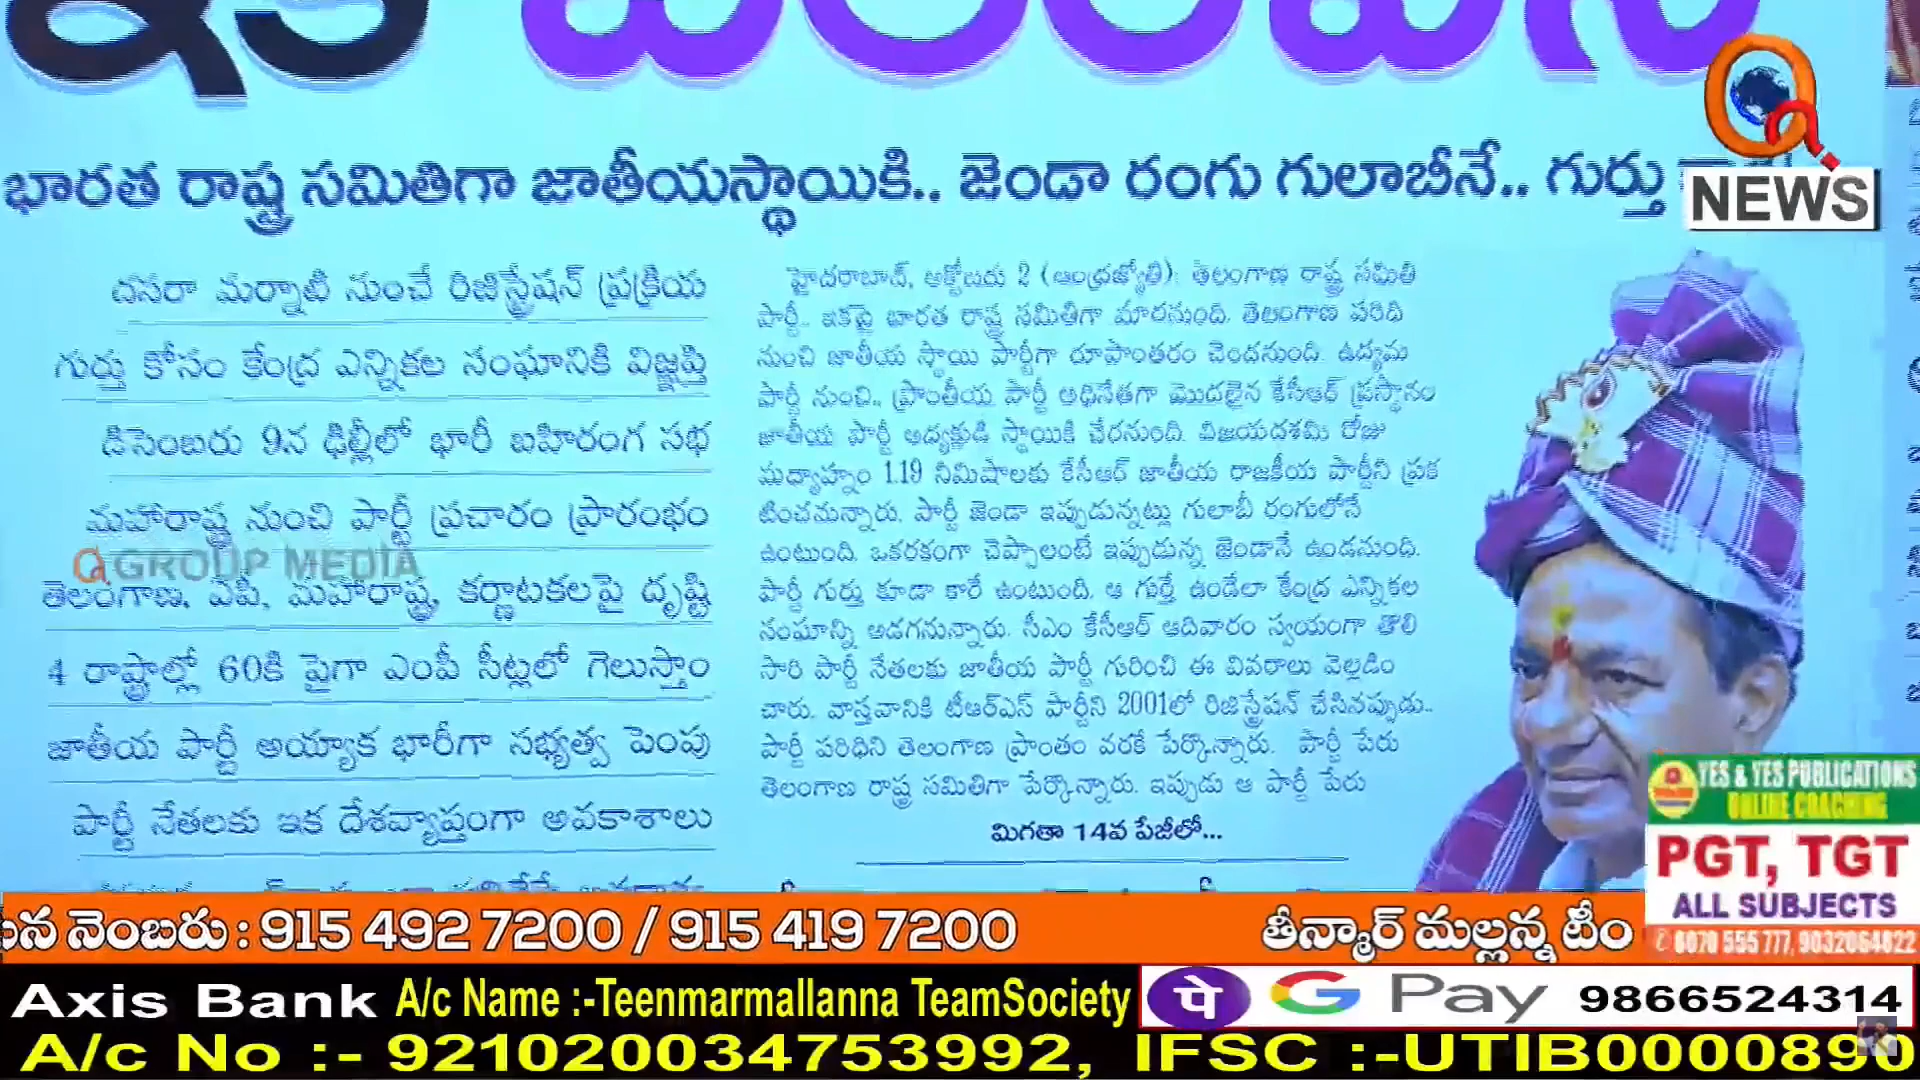 ఇక
NEWS
భారత రాష్ట్ర సమితిగా జాతీయస్థాయికి.. జెండా రంగు గులాబీనే.. గుర్తు
దసరా మర్నాటి నుంచే రిజిస్ట్రేషన్ ప్రక్రియ
గుర్తు కోసం కేంద్ర ఎన్నికల సంఘానికి విజ్ఞప్తి
డిసెంబరు 9న ఢిల్లీలో భారీ బహిరంగ సభ
మహారాష్ట్ర నుంచి పార్టీ ప్రచారం ప్రారంభం
GROUP MEDIA
తెలంగాణ, ఏపీ, మహారాష్ట్ర, కర్ణాటకలపై దృష్టి
4 రాష్ట్రాల్లో 60కి పైగా ఎంపీ సీట్లలో గెలుస్తాం
జాతీయ పార్టీ అయ్యాక భారీగా సభ్యత్వ పెంపు
పార్టీ నేతలకు ఇక దేశవ్యాప్తంగా అవకాశాలు
హైదరాబాద్, అక్టోబరు 2 (ఆంధ్రజ్యోతి): తెలంగాణ రాష్ట్ర సమితి
పార్టీ.. ఇకపై భారత రాష్ట్ర సమితిగా మారనుంది. తెలంగాణ పరిధి
నుంచి జాతీయ స్థాయి పార్టీగా రూపాంతరం చెందనుంది. ఉద్యమ
పార్టీ నుంచి.. ప్రాంతీయ పార్టీ అధినేతగా మొదలైన కేసీఆర్ ప్రస్థానం
జాతీయ పార్టీ అధ్యక్షుడి స్థాయికి చేరనుంది. విజయదశమి రోజు
మధ్యాహ్నం 1.19 నిమిషాలకు కేసీఆర్ జాతీయ రాజకీయ పార్టీని ప్రక
టించనున్నారు. పార్టీ జెండా ఇప్పుడున్నట్లు గులాబీ రంగులోనే
ఉంటుంది. ఒకరకంగా చెప్పాలంటే ఇప్పుడున్న జెండానే ఉండనుంది.
పార్టీ గుర్తు కూడా కారే ఉంటుంది. ఆ గుర్తే ఉండేలా కేంద్ర ఎన్నికల
సంఘాన్ని అడగనున్నారు. సీఎం కేసీఆర్ ఆదివారం స్వయంగా తొలి
సారి పార్టీ నేతలకు జాతీయ పార్టీ గురించి ఈ వివరాలు వెల్లడిం
చారు. వాస్తవానికి టీఆర్ఎస్ పార్టీని 2001లో రిజిస్ట్రేషన్ చేసినప్పుడు..
పార్టీ పరిధిని తెలంగాణ ప్రాంతం వరకే పేర్కొన్నారు. పార్టీ పేరు
తెలంగాణ రాష్ట్ర సమితిగా పేర్కొన్నారు. ఇప్పుడు ఆ పార్టీ పేరు
మిగతా 14వ పేజీలో...
YES & YES PUBLICATIONS
ONLINE COACHING
PGT, TGT
ALL SUBJECTS
8070 555 777, 9032064822
నెంబరు : 915 492 7200 / 915 419 7200 తీన్మార్ మల్లన్న టీం
Axis Bank A/c Name :-Teenmarmallanna TeamSociety
पे G Pay 9866524314
A/c No :- 921020034753992, IFSC :-UTIB0000890